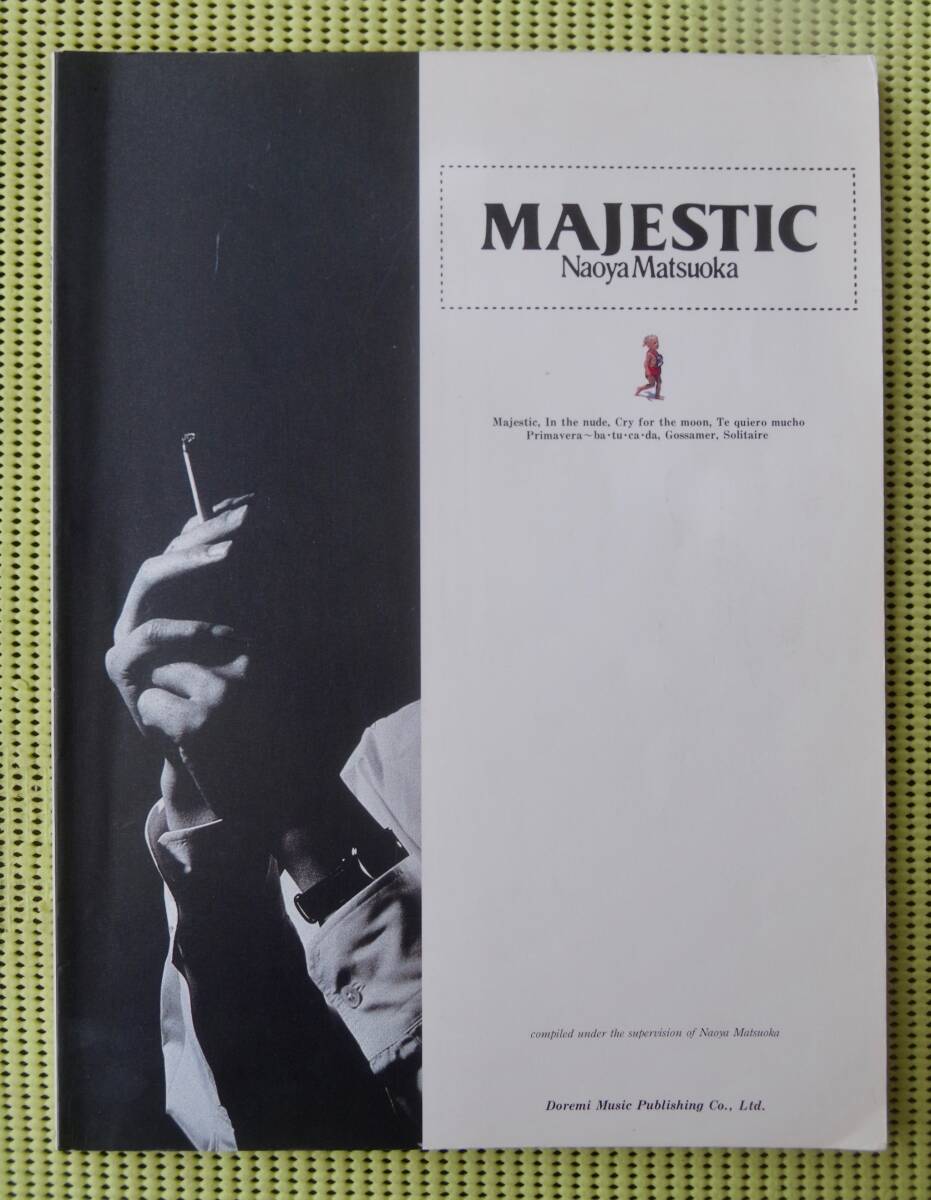 MAJESTIC
Naoya Matsuoka
Majestic, In the nude, Cry for the moon, Te quiero mucho
Primavera～ba・tu・ca・da, Gossamer, Solitaire
compiled under the supervision of Naoya Matsuoka
Doremi Music Publishing Co., Ltd.